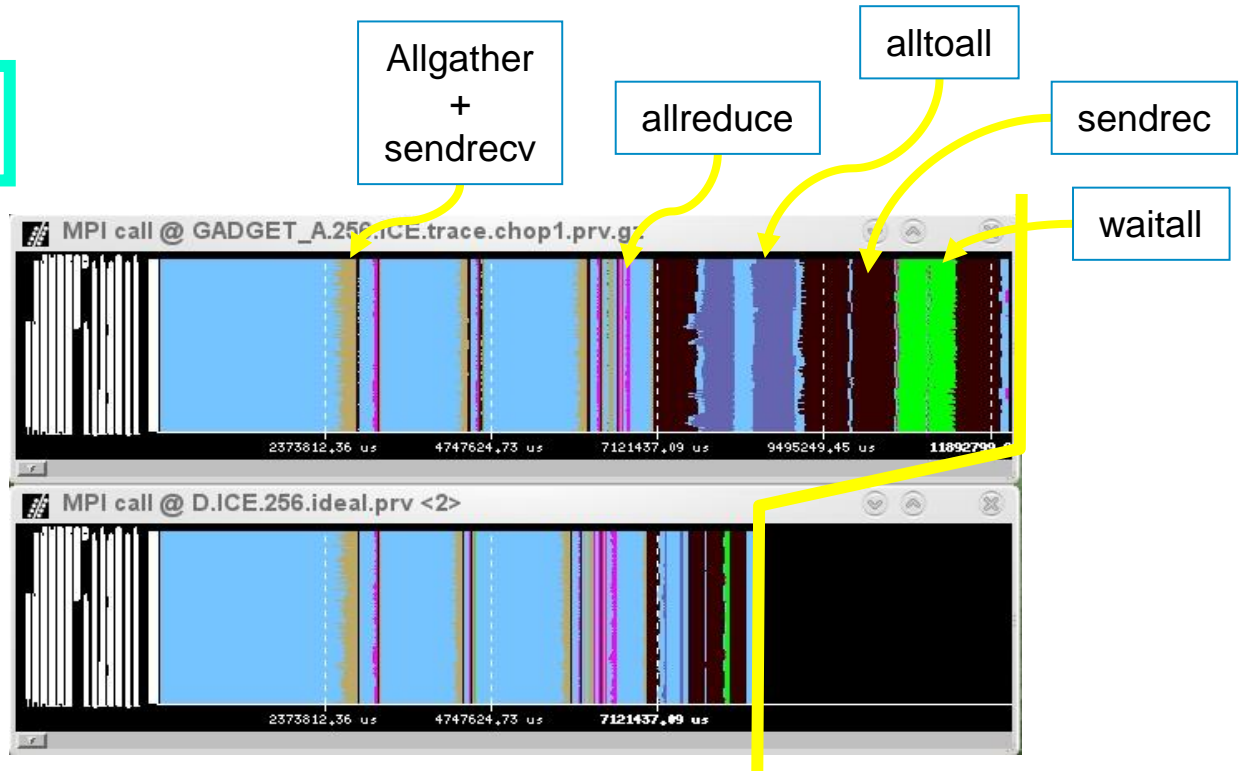 Allgather
+
sendrecv
allreduce
alltoall
sendrec
waitall
MPI call @ GADGET_A.256.ICE.trace.chop1.prv.gz
2373812,36 us 4747624,73 us 7121437,09 us 9495249,45 us
MPI call @ D.ICE.256.ideal.prv <2>
2373812,36 us 4747624,73 us 7121437,09 us